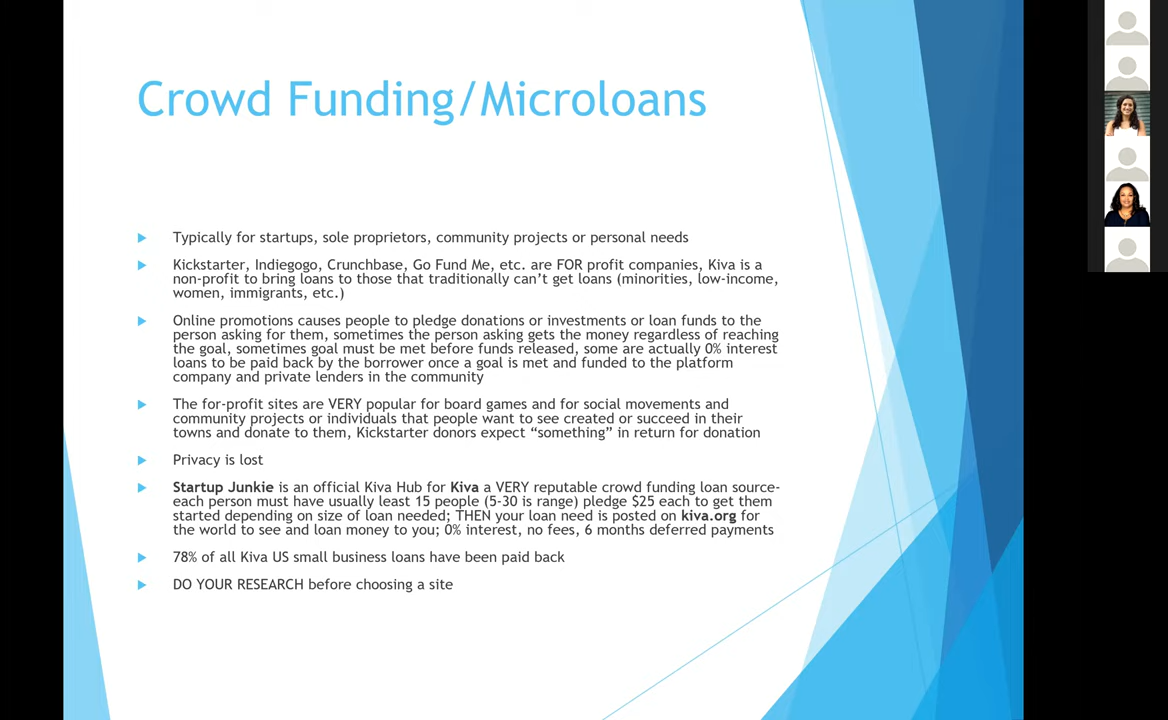 Crowd Funding/Microloans
Typically for startups, sole proprietors, community projects or personal needs
Kickstarter, Indiegogo, Crunchbase, Go Fund Me, etc. are FOR profit companies, Kiva is a
non-profit to bring loans to those that traditionally can’t get loans (minorities, low-income,
women, immigrants, etc.)
Online promotions causes people to pledge donations or investments or loan funds to the
person asking for them, sometimes the person asking gets the money regardless of reaching
the goal, sometimes goal must be met before funds released, some are actually 0% interest
loans to be paid back by the borrower once a goal is met and funded to the platform
company and private lenders in the community
The for-profit sites are VERY popular for board games and for social movements and
community projects or individuals that people want to see created or succeed in their
towns and donate to them, Kickstarter donors expect “something” in return for donation
Privacy is lost
Startup Junkie is an official Kiva Hub for Kiva a VERY reputable crowd funding loan source-
each person must have usually least 15 people (5-30 is range) pledge $25 each to get them
started depending on size of loan needed; THEN your loan need is posted on kiva.org for
the world to see and loan money to you; 0% interest, no fees, 6 months deferred payments
78% of all Kiva US small business loans have been paid back
DO YOUR RESEARCH before choosing a site